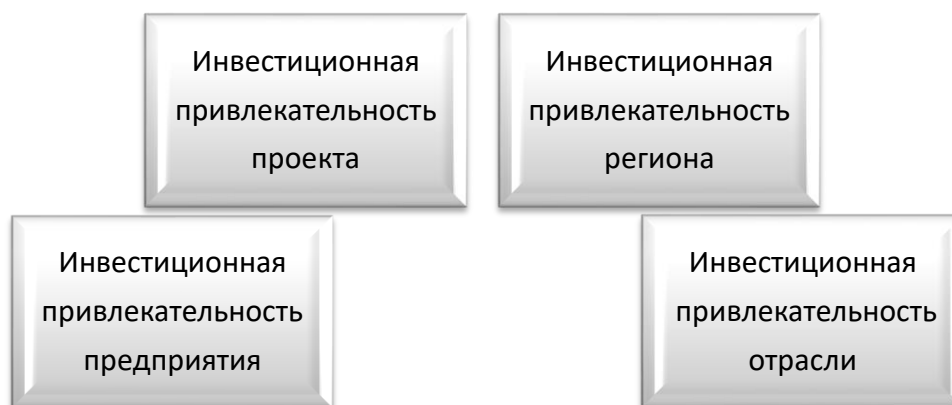 Инвестиционная
привлекательность
проекта
Инвестиционная
привлекательность
региона
Инвестиционная
привлекательность
предприятия
Инвестиционная
привлекательность
отрасли